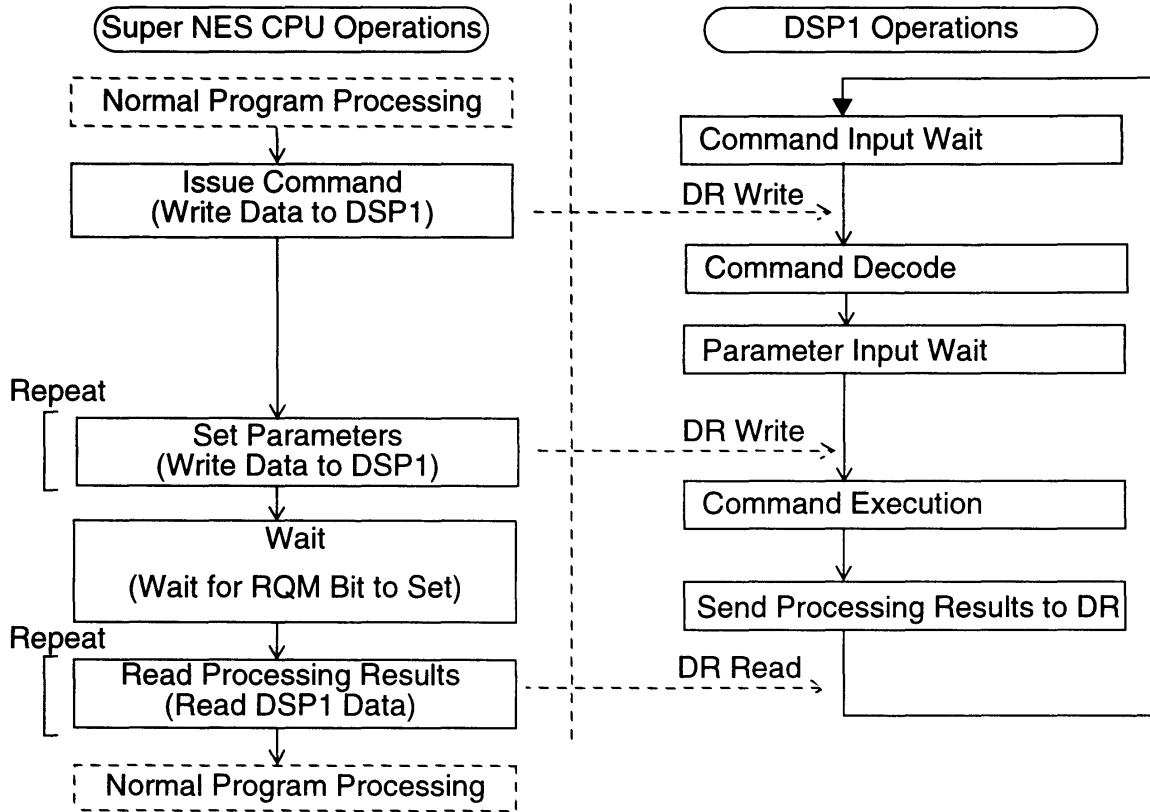 Super NES CPU Operations
Normal Program Processing
Issue Command
(Write Data to DSP1)
Repeat
Set Parameters
(Write Data to DSP1)
Wait
(Wait for RQM Bit to Set)
Repeat
Read Processing Results
(Read DSP1 Data)
Normal Program Processing
DSP1 Operations
Command Input Wait
DR Write
Command Decode
Parameter Input Wait
DR Write
Command Execution
Send Processing Results to DR
DR Read